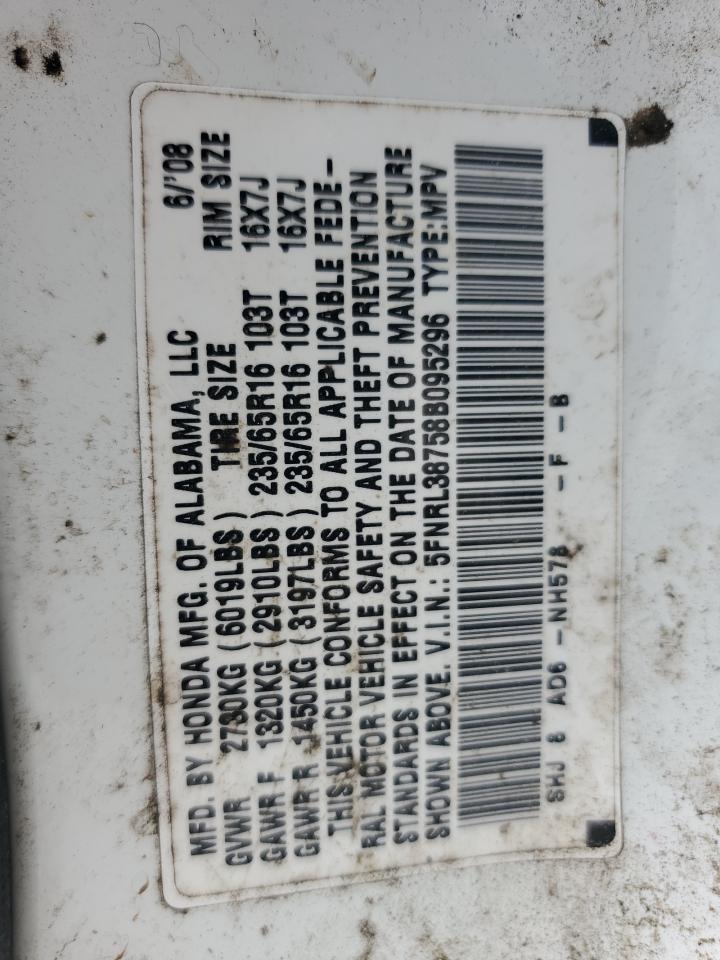 MFD. BY HONDA MFG. OF ALABAMA, LLC 6/'08
GVWR 2730KG (6019LBS) TIRE SIZE RIM SIZE
GAWR F 1320KG (2910LBS) 235/65R16 103T 16X7J
GAWR R 1450KG (3197LBS) 235/65R16 103T 16X7J
THIS VEHICLE CONFORMS TO ALL APPLICABLE FEDE-
RAL MOTOR VEHICLE SAFETY AND THEFT PREVENTION
STANDARDS IN EFFECT ON THE DATE OF MANUFACTURE
SHOWN ABOVE. V.I.N.: 5FNRL38758B095296 TYPE:MPV
SHJ 8 AD6 -NH578 -F -B